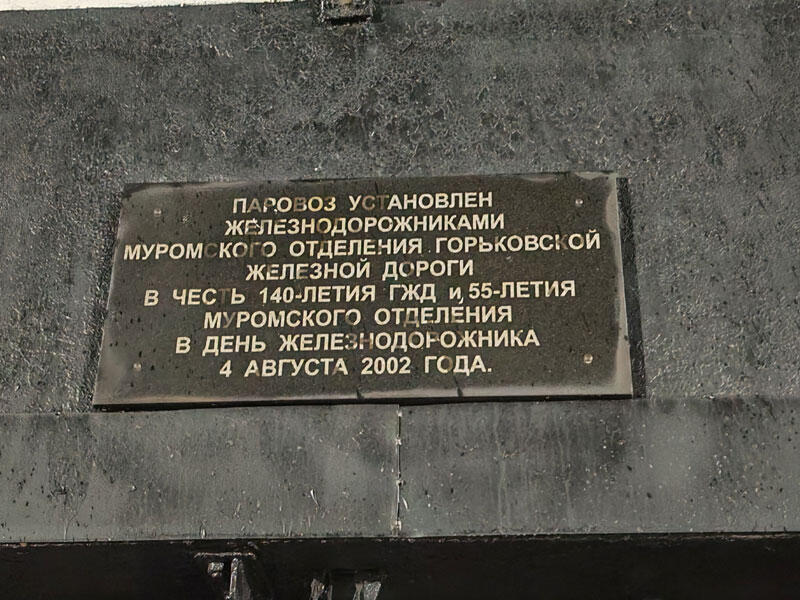 ПАРОВОЗ УСТАНОВЛЕН
ЖЕЛЕЗНОДОРОЖНИКАМИ
МУРОМСКОГО ОТДЕЛЕНИЯ ГОРЬКОВСКОЙ
ЖЕЛЕЗНОЙ ДОРОГИ
В ЧЕСТЬ 140-ЛЕТИЯ ГЖД и 55-ЛЕТИЯ
МУРОМСКОГО ОТДЕЛЕНИЯ
В ДЕНЬ ЖЕЛЕЗНОДОРОЖНИКА
4 АВГУСТА 2002 ГОДА.